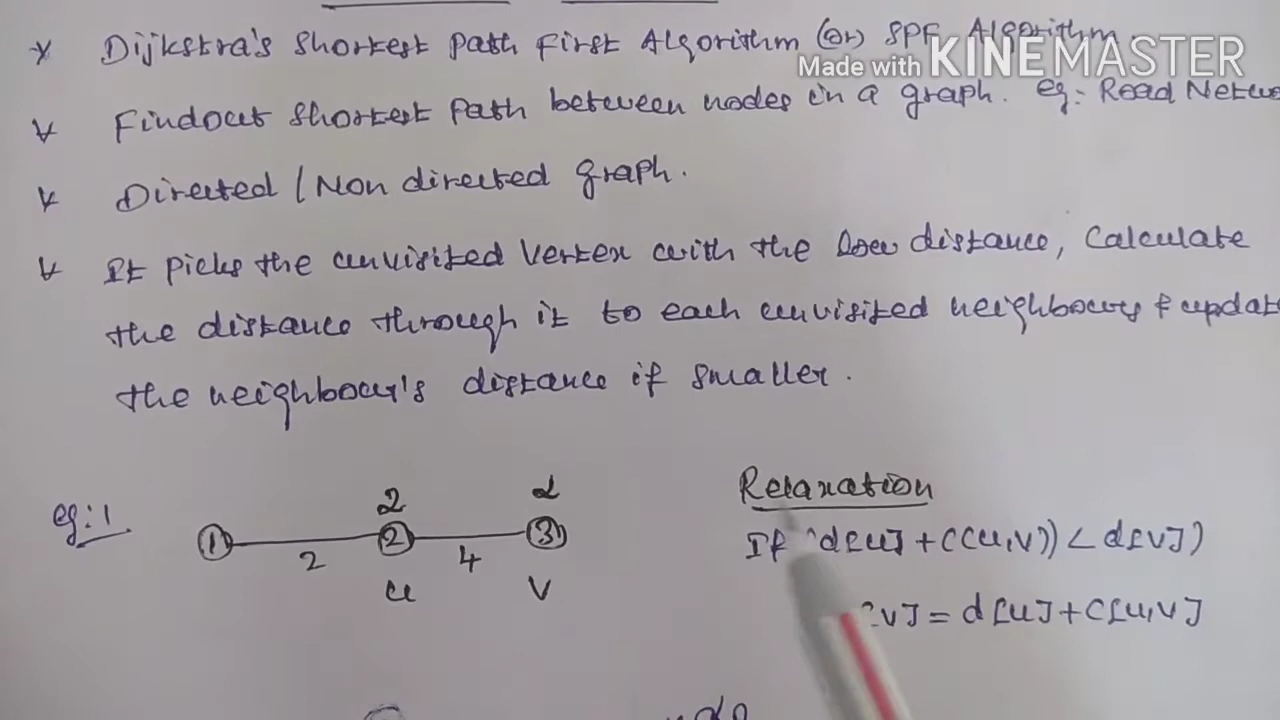 Dijkstra's Shortest Path First Algorithm (or) SPF Algorithm.
Made with KINEMASTER
Findout Shortest Path between nodes in a graph. eg: Road Netwo
Directed / Non directed graph.
It picks the unvisited vertex with the low distance, Calculate
the distance through it to each unvisited neighbours & updat
the neighbour's distance if smaller.
eg:1.
2 α
1 2 3
2 4
u v
Relaxation
If (d[u] + C(u,v)) < d[v])
[v] = d[u] + C[u,v]